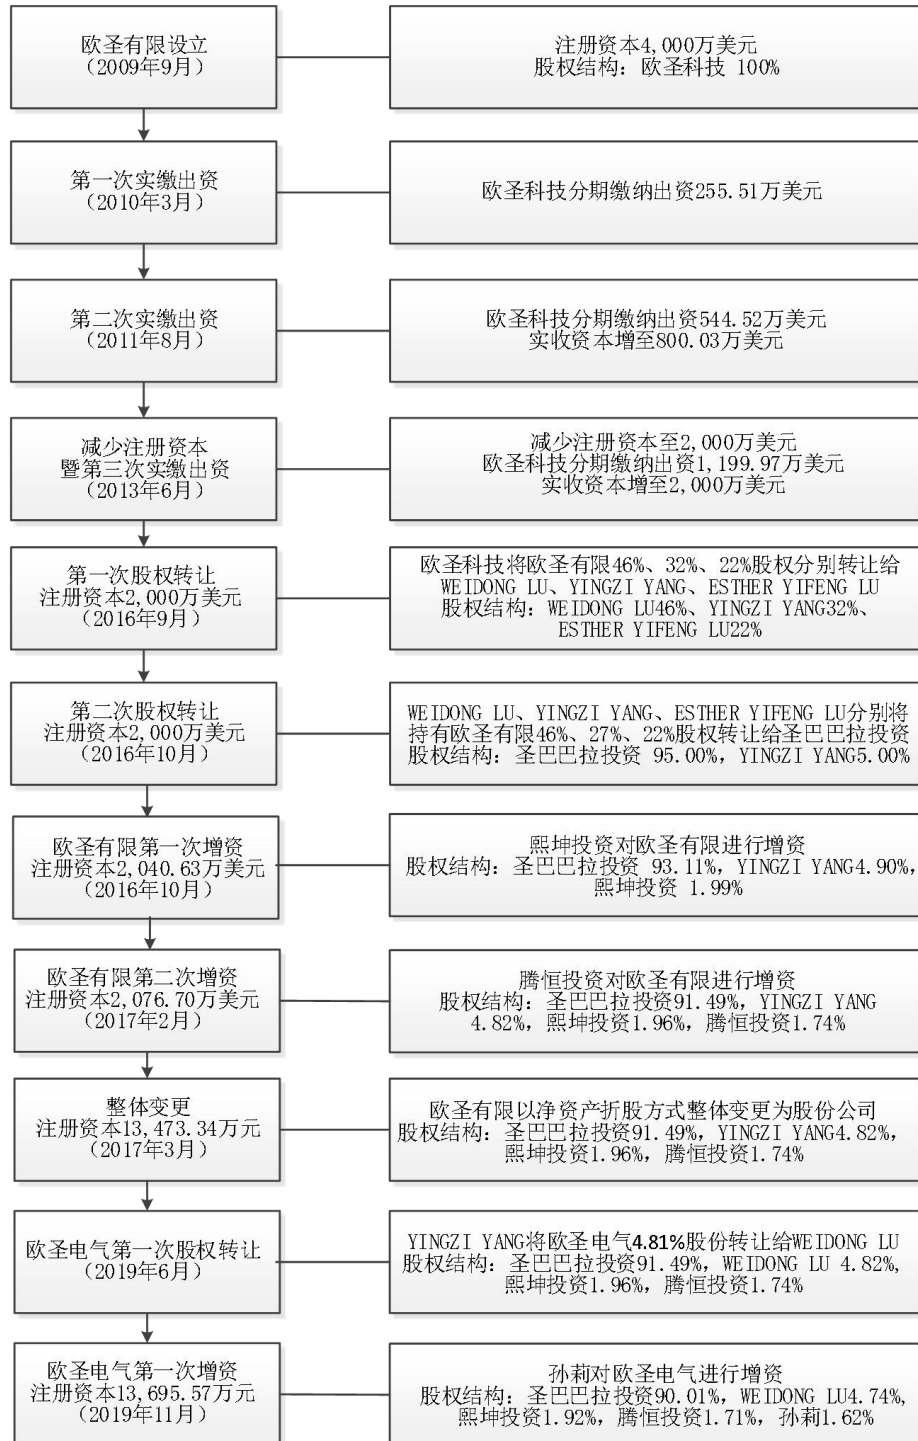 欧圣有限设立
（2009年9月）
注册资本4,000万美元
股权结构：欧圣科技 100%
第一次实缴出资
（2010年3月）
欧圣科技分期缴纳出资255.51万美元
第二次实缴出资
（2011年8月）
欧圣科技分期缴纳出资544.52万美元
实收资本增至800.03万美元
减少注册资本
暨第三次实缴出资
（2013年6月）
减少注册资本至2,000万美元
欧圣科技分期缴纳出资1,199.97万美元
实收资本增至2,000万美元
第一次股权转让
注册资本2,000万美元
（2016年9月）
欧圣科技将欧圣有限46%、32%、22%股权分别转让给
WEIDONG LU、YINGZI YANG、ESTHER YIFENG LU
股权结构：WEIDONG LU46%、YINGZI YANG32%、
ESTHER YIFENG LU22%
第二次股权转让
注册资本2,000万美元
（2016年10月）
WEIDONG LU、YINGZI YANG、ESTHER YIFENG LU分别将
持有欧圣有限46%、27%、22%股权转让给圣巴巴拉投资
股权结构：圣巴巴拉投资 95.00%，YINGZI YANG5.00%
欧圣有限第一次增资
注册资本2,040.63万美元
（2016年10月）
熙坤投资对欧圣有限进行增资
股权结构：圣巴巴拉投资 93.11%，YINGZI YANG4.90%，
熙坤投资 1.99%
欧圣有限第二次增资
注册资本2,076.70万美元
（2017年2月）
腾恒投资对欧圣有限进行增资
股权结构：圣巴巴拉投资91.49%，YINGZI YANG
4.82%，熙坤投资1.96%，腾恒投资1.74%
整体变更
注册资本13,473.34万元
（2017年3月）
欧圣有限以净资产折股方式整体变更为股份公司
股权结构：圣巴巴拉投资91.49%，YINGZI YANG4.82%，
熙坤投资1.96%，腾恒投资1.74%
欧圣电气第一次股权转让
（2019年6月）
YINGZI YANG将欧圣电气4.81%股份转让给WEIDONG LU
股权结构：圣巴巴拉投资91.49%，WEIDONG LU 4.82%，
熙坤投资1.96%，腾恒投资1.74%
欧圣电气第一次增资
注册资本13,695.57万元
（2019年11月）
孙莉对欧圣电气进行增资
股权结构：圣巴巴拉投资90.01%，WEIDONG LU4.74%，
熙坤投资1.92%，腾恒投资1.71%，孙莉1.62%